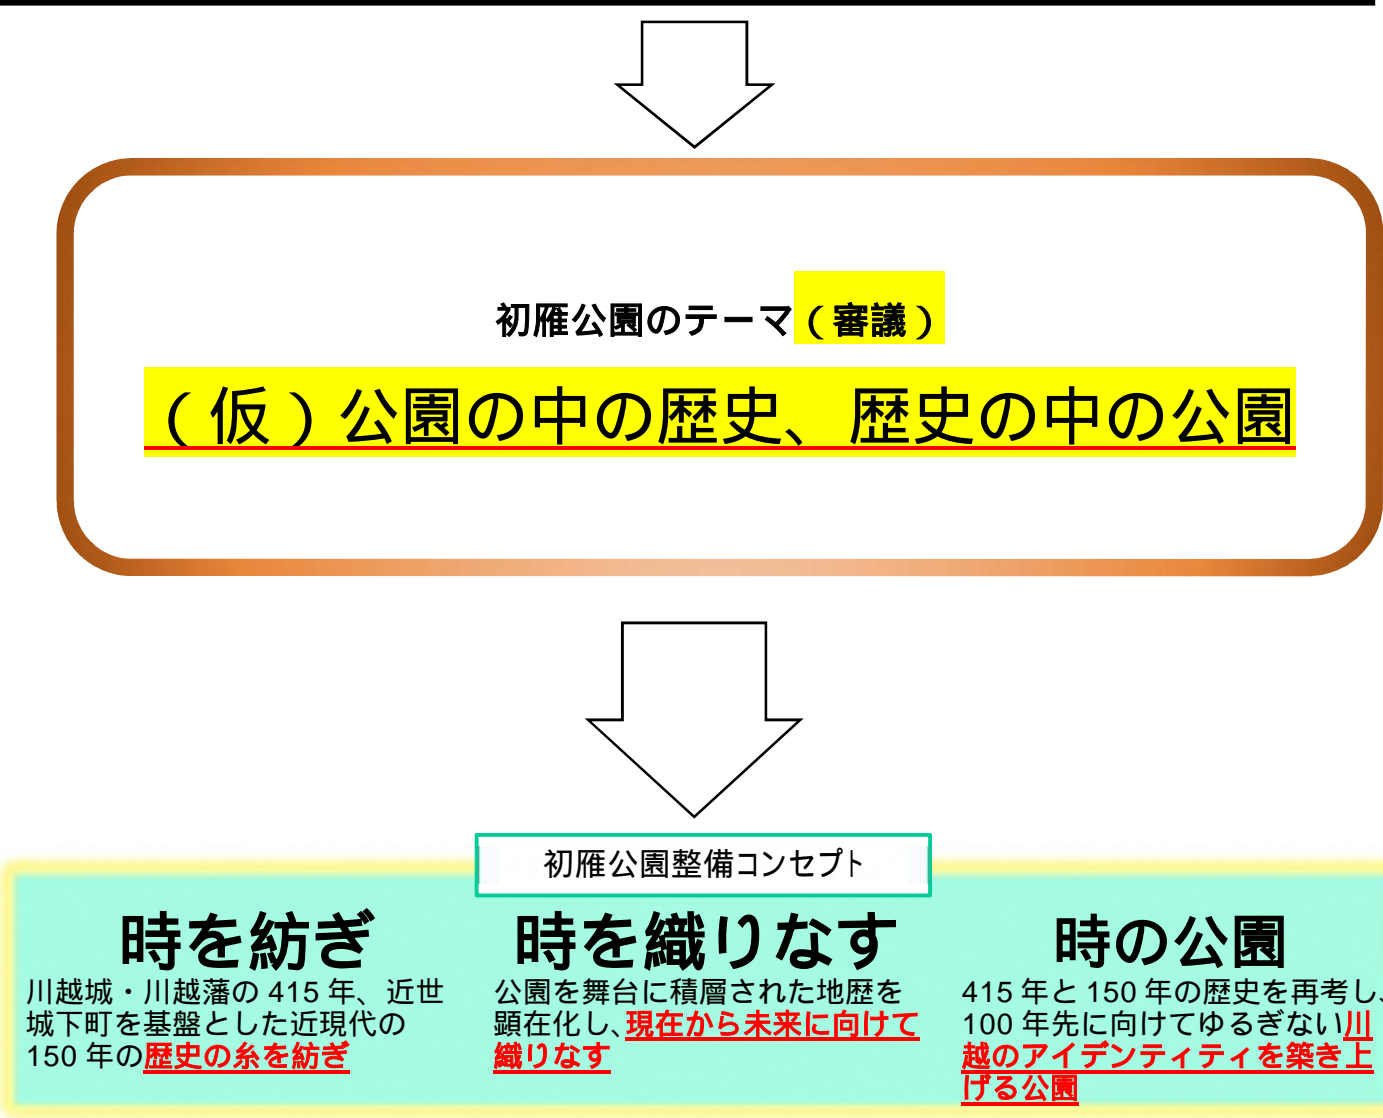 初雁公園のテーマ（審議）
（仮）公園の中の歴史、歴史の中の公園
初雁公園整備コンセプト
時を紡ぎ
川越城・川越藩の 415 年、近世
城下町を基盤とした近現代の
150 年の歴史の糸を紡ぎ
時を織りなす
公園を舞台に積層された地歴を
顕在化し、現在から未来に向けて
織りなす
時の公園
415 年と 150 年の歴史を再考し、
100 年先に向けてゆるぎない川
越のアイデンティティを築き上
げる公園